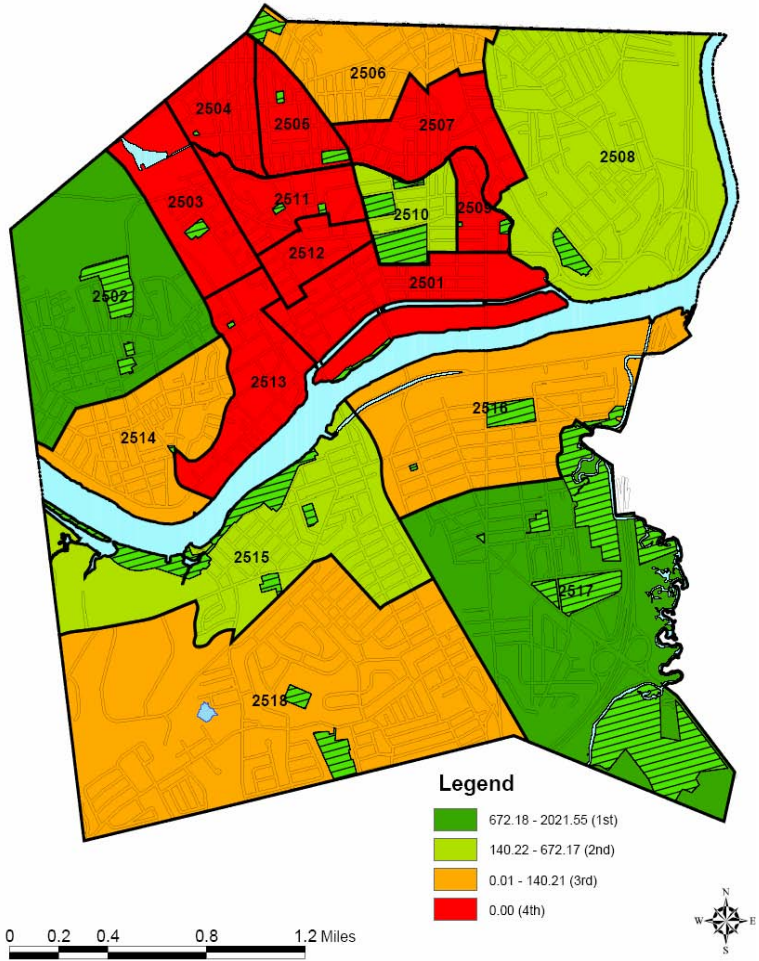 2506
2504
2505
2507
2508
2503
2511
2510
2509
2512
2501
2502
2513
2514
2516
2515
2517
2518
Legend
672.18 - 2021.55 (1st)
140.22 - 672.17 (2nd)
0.01 - 140.21 (3rd)
0.00 (4th)
N
W E
S
0 0.2 0.4 0.8 1.2 Miles